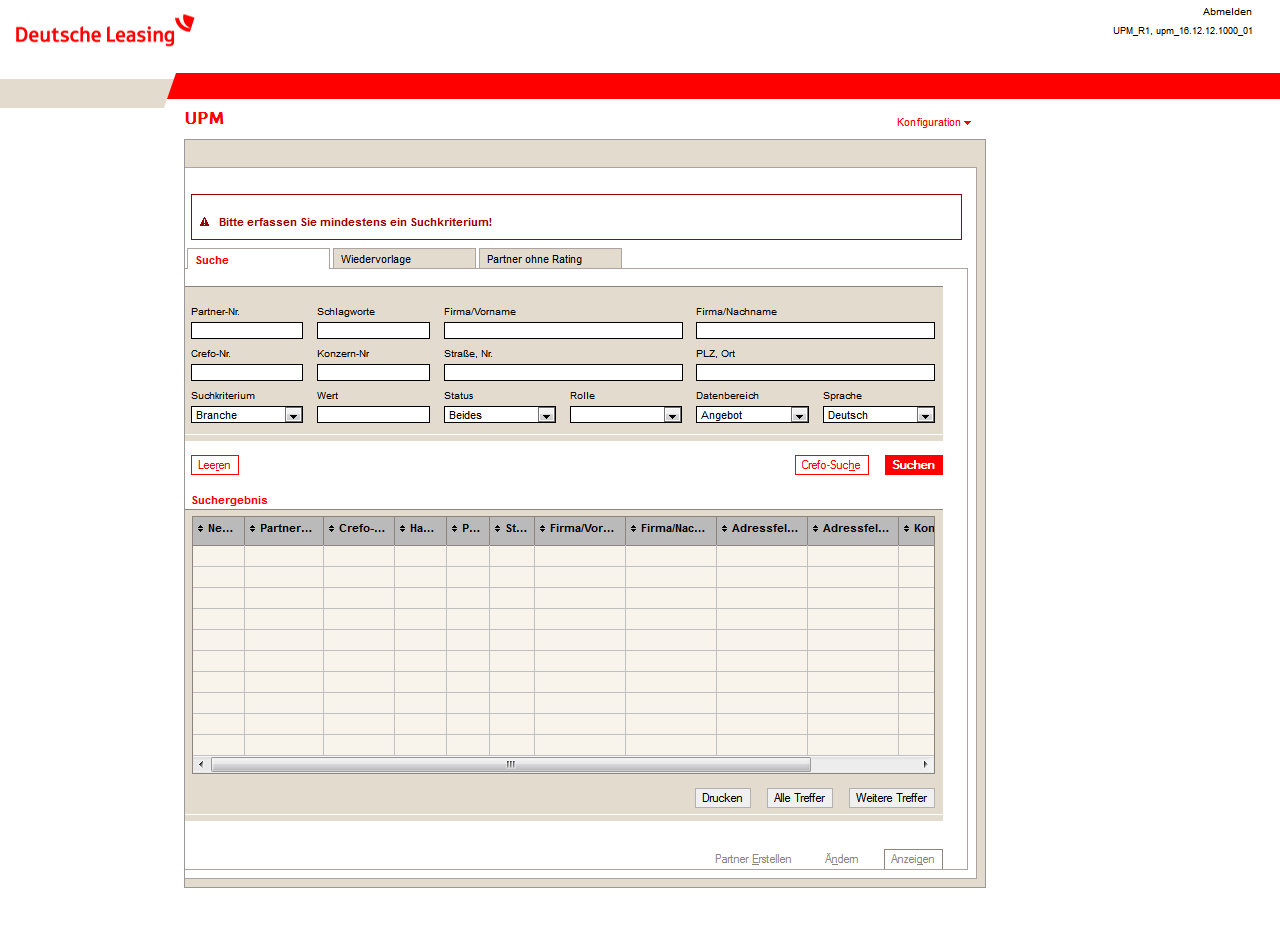 Deutsche Leasing
Abmelden
UPM_R1, upm_16.12.12.1000_01
UPM
Konfiguration
Bitte erfassen Sie mindestens ein Suchkriterium!
Suche Wiedervorlage Partner ohne Rating
Partner-Nr. Schlagworte Firma/Vorname Firma/Nachname
Crefo-Nr. Konzern-Nr Straße, Nr. PLZ, Ort
Suchkriterium Wert Status Rolle Datenbereich Sprache
Branche Beides Angebot Deutsch
Leeren Crefo-Suche Suchen
Suchergebnis
Ne... Partner... Crefo-... Ha... P... St... Firma/Vor... Firma/Nac... Adressfel... Adressfel... Kon
Drucken Alle Treffer Weitere Treffer
Partner Erstellen Ändern Anzeigen